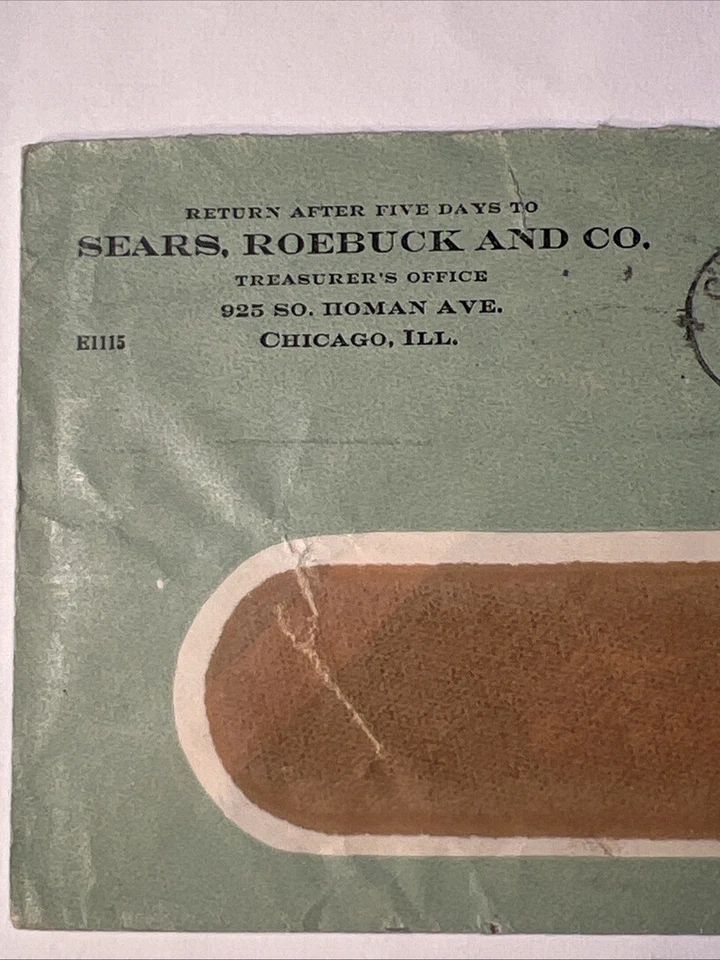 RETURN AFTER FIVE DAYS TO
SEARS, ROEBUCK AND CO.
TREASURER'S OFFICE
925 SO. HOMAN AVE.
E1115 CHICAGO, ILL.